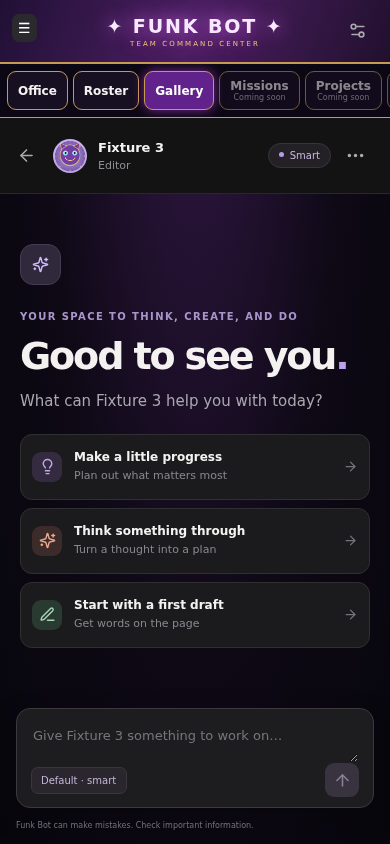 ✦ FUNK BOT ✦
TEAM COMMAND CENTER
Office
Roster
Gallery
Missions
Coming soon
Projects
Coming soon
Fixture 3
Editor
Smart
YOUR SPACE TO THINK, CREATE, AND DO
Good to see you.
What can Fixture 3 help you with today?
Make a little progress
Plan out what matters most
Think something through
Turn a thought into a plan
Start with a first draft
Get words on the page
Give Fixture 3 something to work on...
Default · smart
Funk Bot can make mistakes. Check important information.